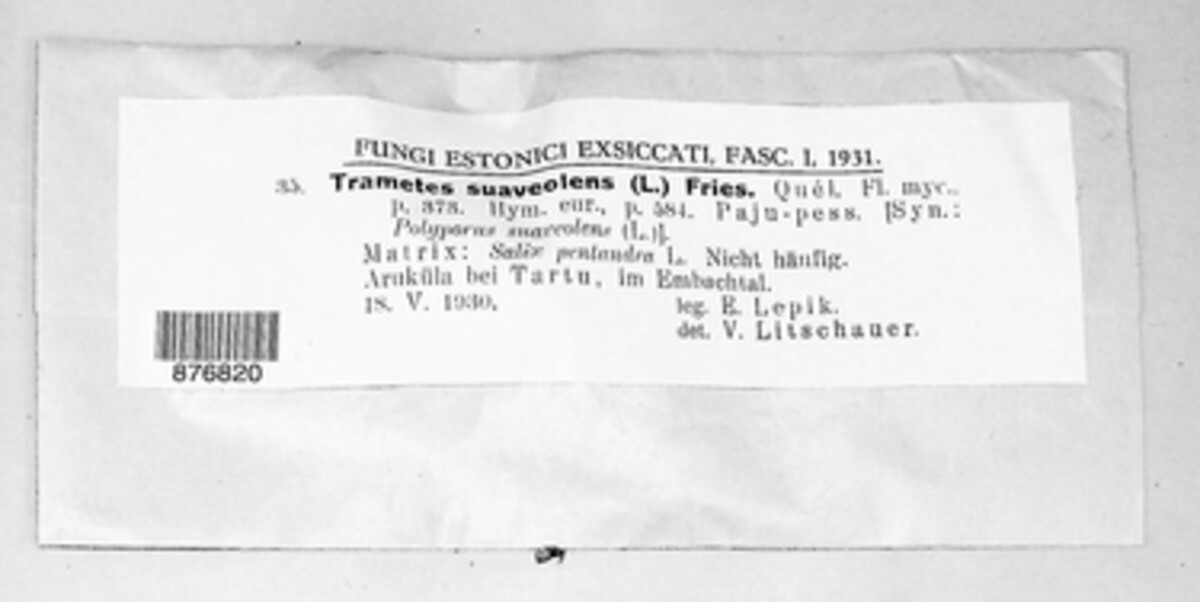 FUNGI ESTONICI EXSICCATI, FASC. I, 1931.
35. Trametes suaveolens (L.) Fries. Quél. Fl. myc.,
p. 373. Hym. eur., p. 584. Paju-pess. [Syn.:
Polyporus suaveolens (L.)].
Matrix: Salix pentandra L. Nicht häufig.
Aruküla bei Tartu, im Embachtal.
18. V. 1930. leg. E. Lepik.
det. V. Litschauer.
876820